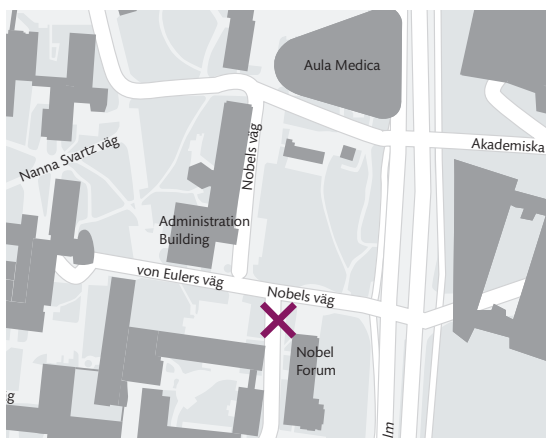 Aula Medica
Akademiska
Nobels väg
Nanna Svartz väg
Administration
Building
von Eulers väg
Nobels väg
Nobel
Forum